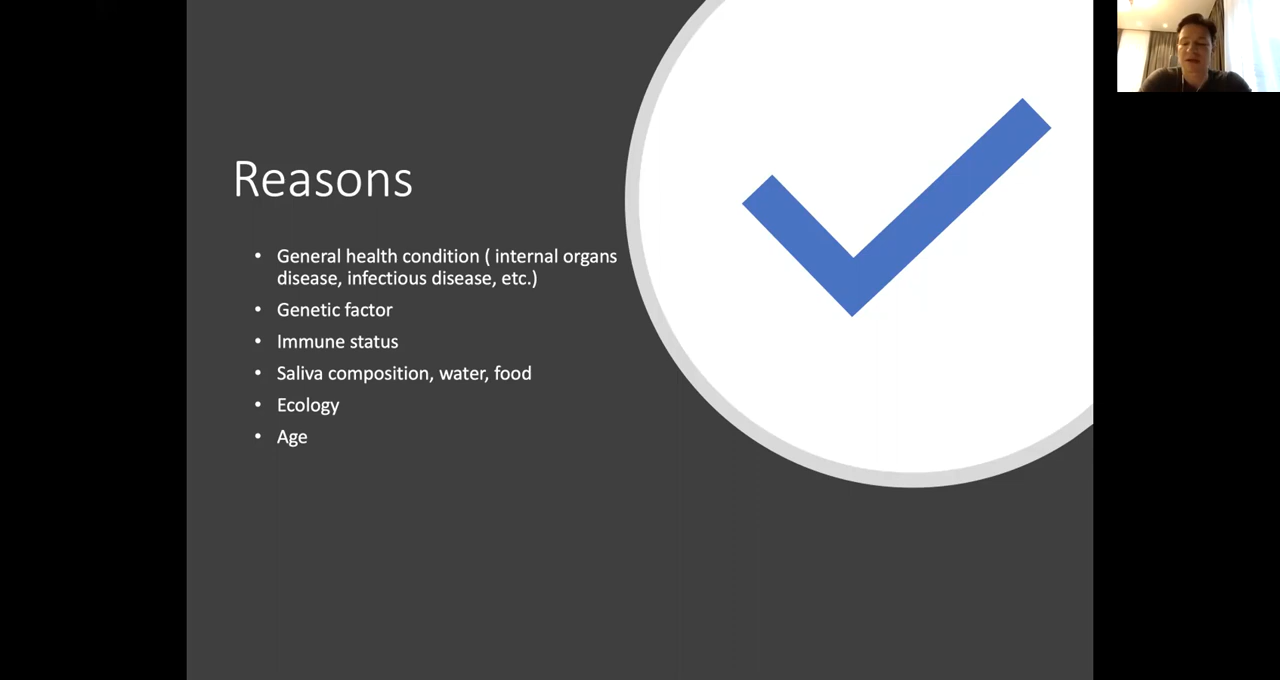 Reasons
• General health condition ( internal organs
disease, infectious disease, etc.)
• Genetic factor
• Immune status
• Saliva composition, water, food
• Ecology
• Age